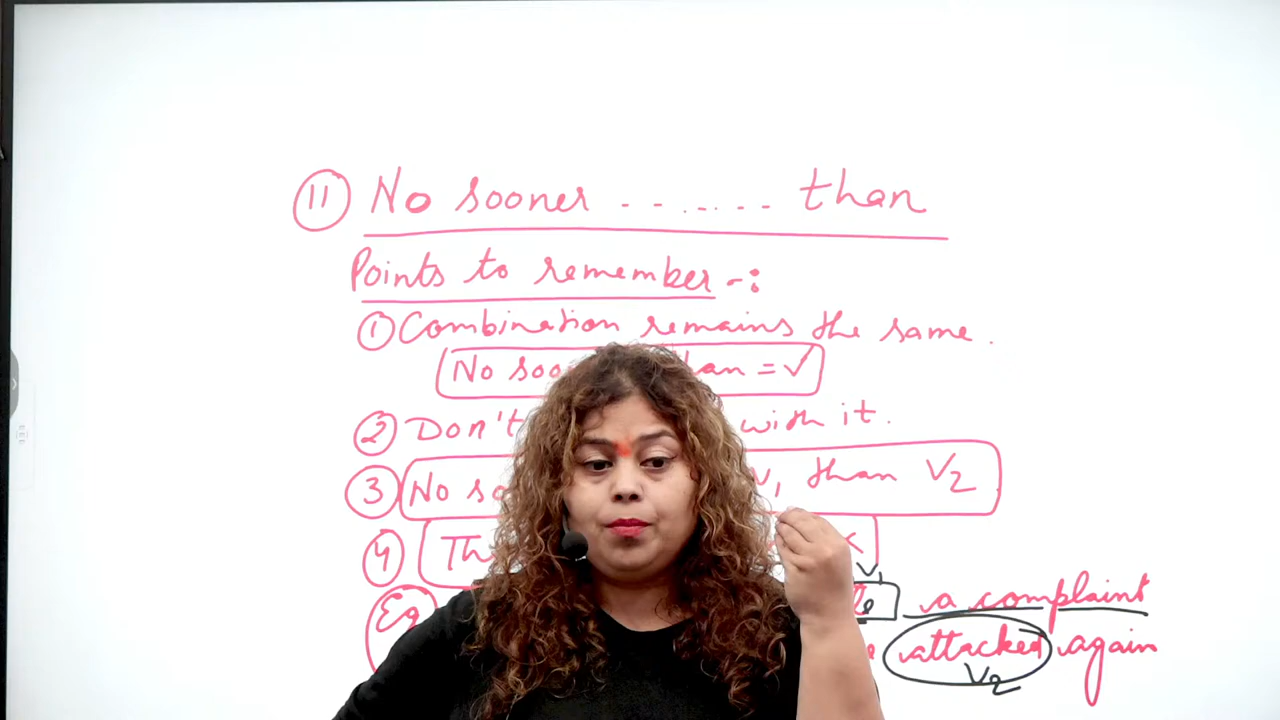 11 No sooner ....... than
Points to remember -:
1 Combination remains the same.
No soo an = ✓
2 Don't with it.
3 No so V1 than V2
4 Th
Eg a complaint
attacked again
V2